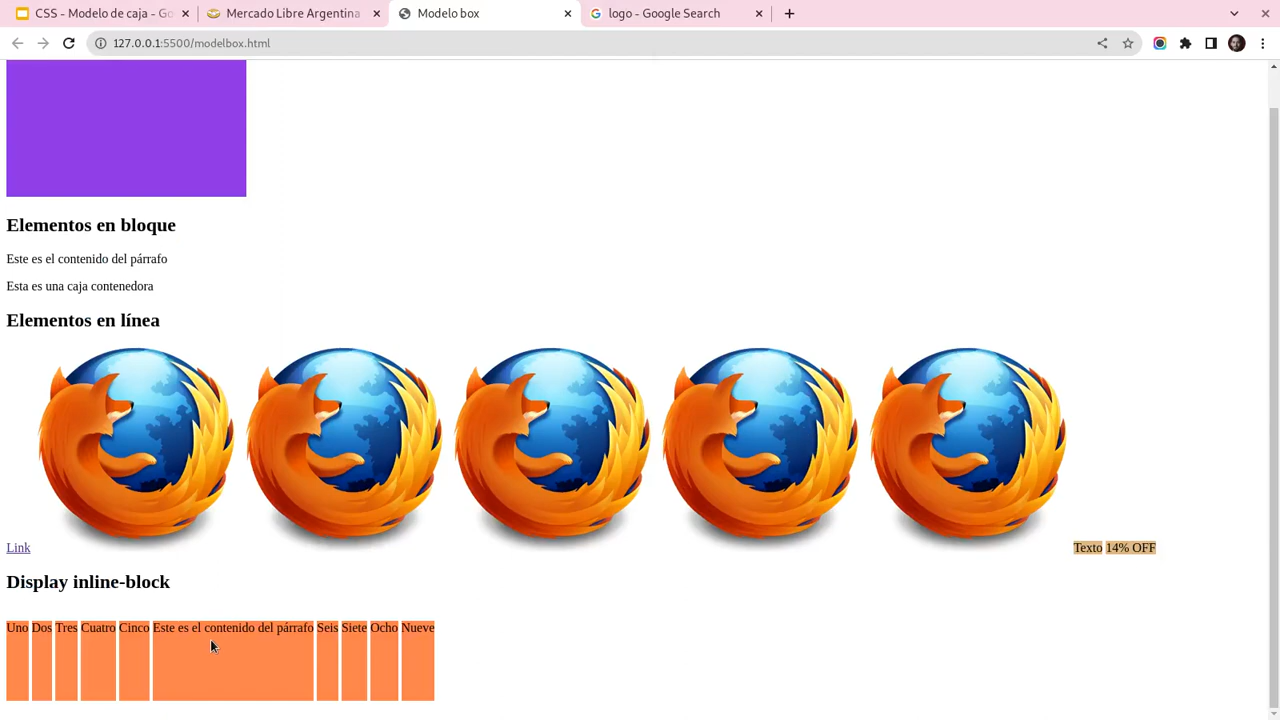 CSS - Modelo de caja - Go
Mercado Libre Argentina
Modelo box
logo - Google Search
127.0.0.1:5500/modelbox.html
Elementos en bloque
Este es el contenido del párrafo
Esta es una caja contenedora
Elementos en línea
Link Texto 14% OFF
Display inline-block
Uno Dos Tres Cuatro Cinco Este es el contenido del párrafo Seis Siete Ocho Nueve